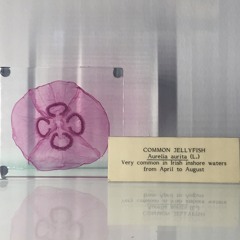 COMMON JELLYFISH
Aurelia aurita (L.)
Very common in Irish inshore waters
from April to August